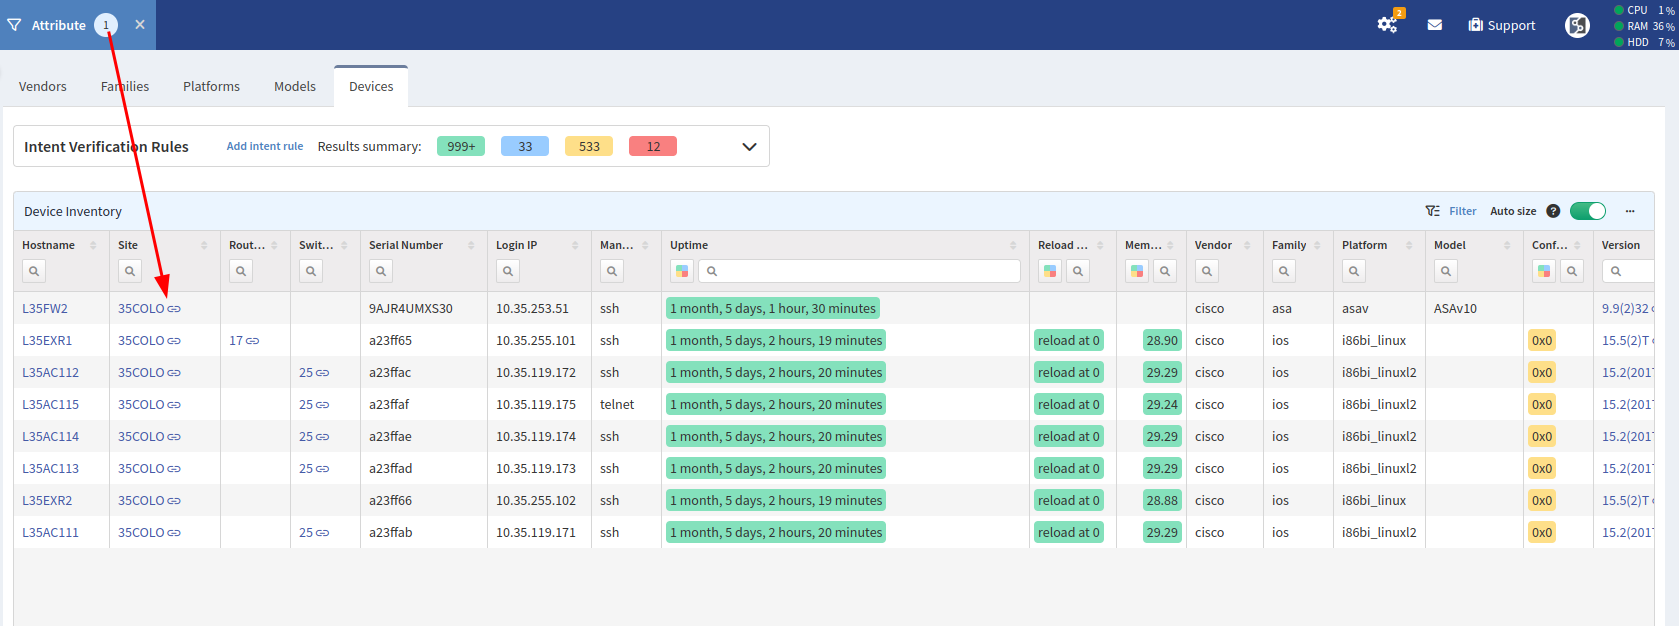 Attribute 1 ×
2
Support
CPU 1 %
RAM 36 %
HDD 7 %
Vendors Families Platforms Models Devices
Intent Verification Rules Add intent rule Results summary: 999+ 33 533 12
Device Inventory Filter Auto size ? ...
Hostname Site Rout... Swit... Serial Number Login IP Man... Uptime Reload ... Mem... Vendor Family Platform Model Conf... Version
L35FW2 35COLO 9AJR4UMXS30 10.35.253.51 ssh 1 month, 5 days, 1 hour, 30 minutes cisco asa asav ASAv10 9.9(2)32
L35EXR1 35COLO 17 a23ff65 10.35.255.101 ssh 1 month, 5 days, 2 hours, 19 minutes reload at 0 28.90 cisco ios i86bi_linux 0x0 15.5(2)T
L35AC112 35COLO 25 a23ffac 10.35.119.172 ssh 1 month, 5 days, 2 hours, 20 minutes reload at 0 29.29 cisco ios i86bi_linuxl2 0x0 15.2(201
L35AC115 35COLO 25 a23ffaf 10.35.119.175 telnet 1 month, 5 days, 2 hours, 20 minutes reload at 0 29.24 cisco ios i86bi_linuxl2 0x0 15.2(201
L35AC114 35COLO 25 a23ffae 10.35.119.174 ssh 1 month, 5 days, 2 hours, 20 minutes reload at 0 29.29 cisco ios i86bi_linuxl2 0x0 15.2(201
L35AC113 35COLO 25 a23ffad 10.35.119.173 ssh 1 month, 5 days, 2 hours, 20 minutes reload at 0 29.29 cisco ios i86bi_linuxl2 0x0 15.2(201
L35EXR2 35COLO a23ff66 10.35.255.102 ssh 1 month, 5 days, 2 hours, 19 minutes reload at 0 28.88 cisco ios i86bi_linux 0x0 15.5(2)T
L35AC111 35COLO 25 a23ffab 10.35.119.171 ssh 1 month, 5 days, 2 hours, 20 minutes reload at 0 29.29 cisco ios i86bi_linuxl2 0x0 15.2(201